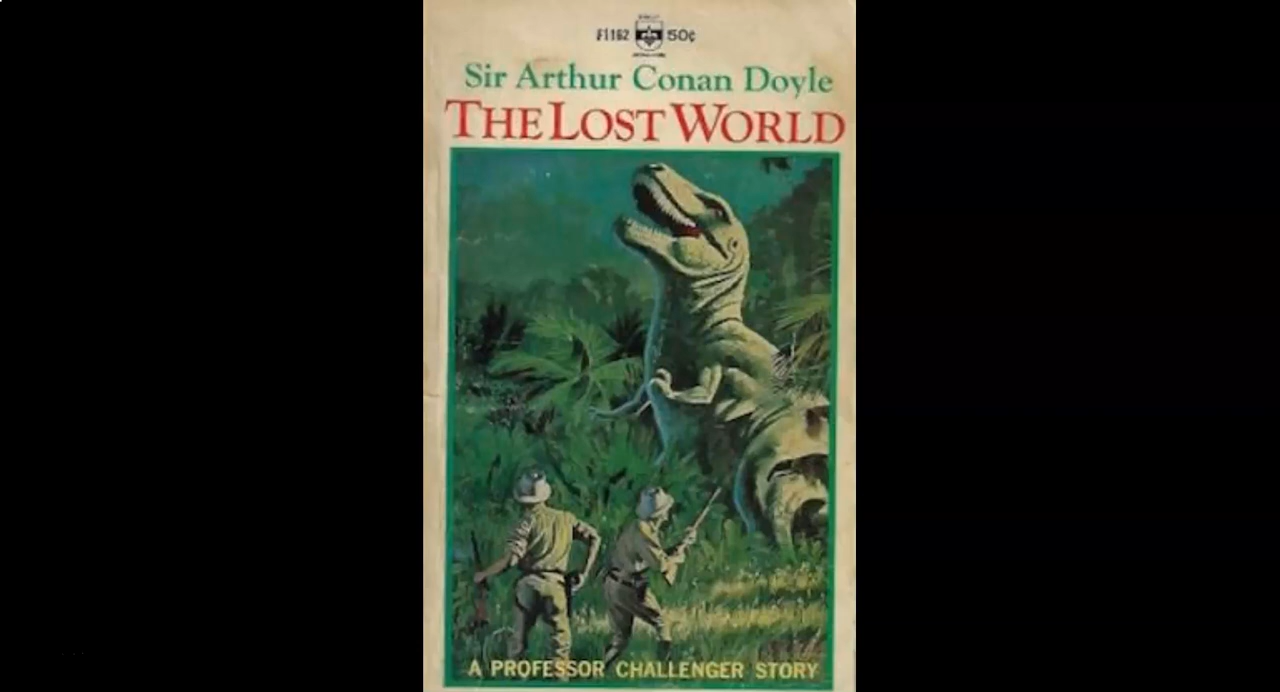 F1162 50¢
Sir Arthur Conan Doyle
THE LOST WORLD
A PROFESSOR CHALLENGER STORY